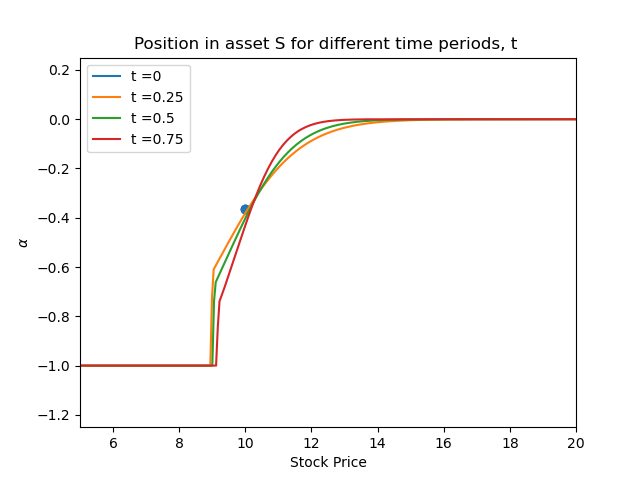 Position in asset S for different time periods, t
t =0
t =0.25
t =0.5
t =0.75
0.2
0.0
−0.2
−0.4
−0.6
−0.8
−1.0
−1.2
α
6 8 10 12 14 16 18 20
Stock Price